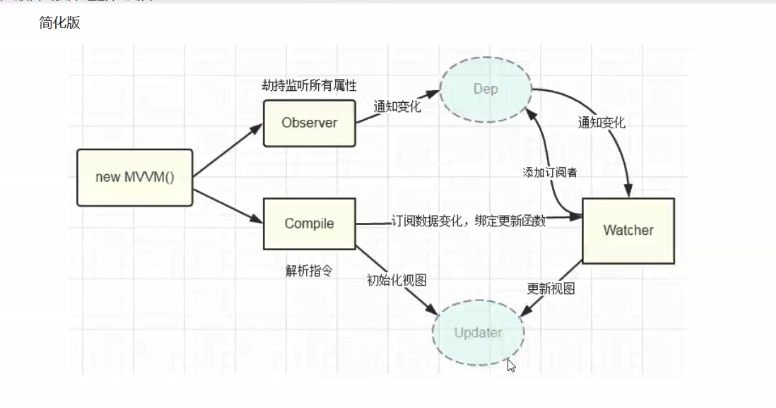 简化版
劫持监听所有属性
Observer
通知变化
Dep
通知变化
new MVVM()
添加订阅者
Compile
订阅数据变化，绑定更新函数
Watcher
解析指令
初始化视图
更新视图
Updater